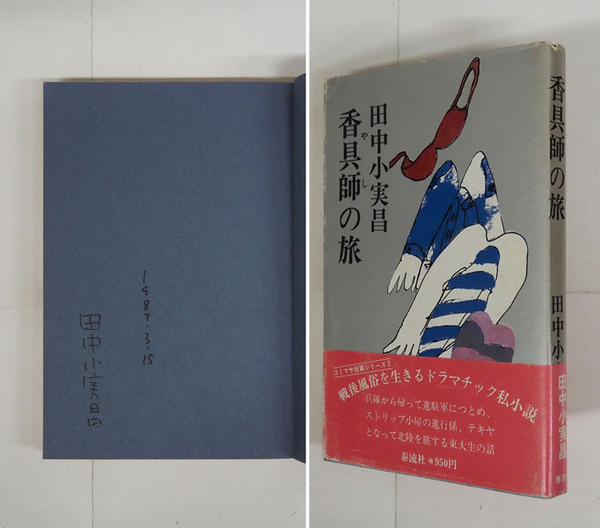 1987.3.15
田中小実昌
田中小実昌
香具師の旅
やし
コミマサ短篇シリーズ2
戦後風俗を生きるドラマチック私小説
兵隊から帰って進駐軍につとめ、
ストリップ小屋の進行係、テキヤ
となって北陸を旅する東大生の話
泰流社*950円
香具師の旅
田中小
田中小実昌